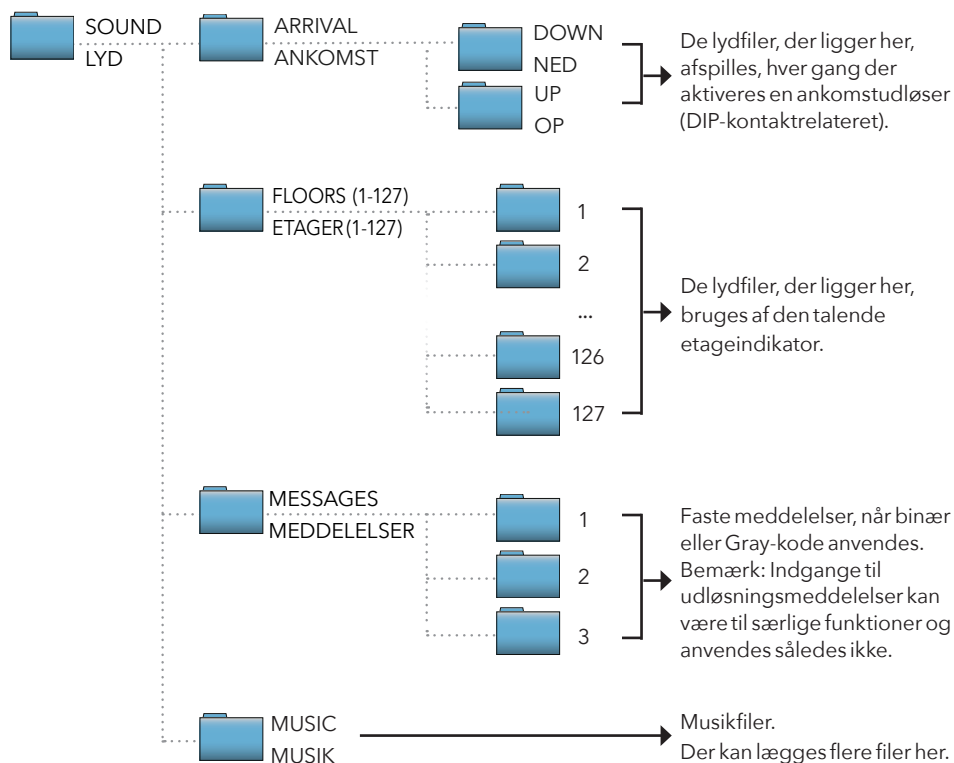 SOUND
LYD
ARRIVAL
ANKOMST
DOWN
NED
UP
OP
De lydfiler, der ligger her,
afspilles, hver gang der
aktiveres en ankomstudløser
(DIP-kontaktrelateret).
FLOORS (1-127)
ETAGER (1-127)
1
2
...
126
127
De lydfiler, der ligger her,
bruges af den talende
etageindikator.
MESSAGES
MEDDELELSER
1
2
3
Faste meddelelser, når binær
eller Gray-kode anvendes.
Bemærk: Indgange til
udløsningsmeddelelser kan
være til særlige funktioner og
anvendes således ikke.
MUSIC
MUSIK
Musikfiler.
Der kan lægges flere filer her.